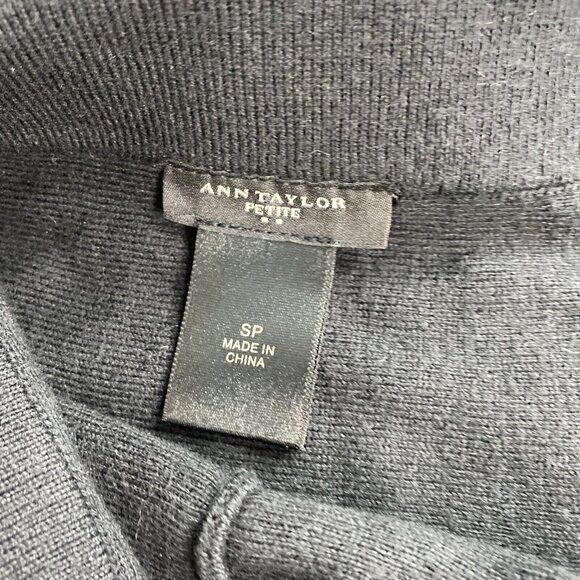 ANN TAYLOR
PETITE
SP
MADE IN
CHINA